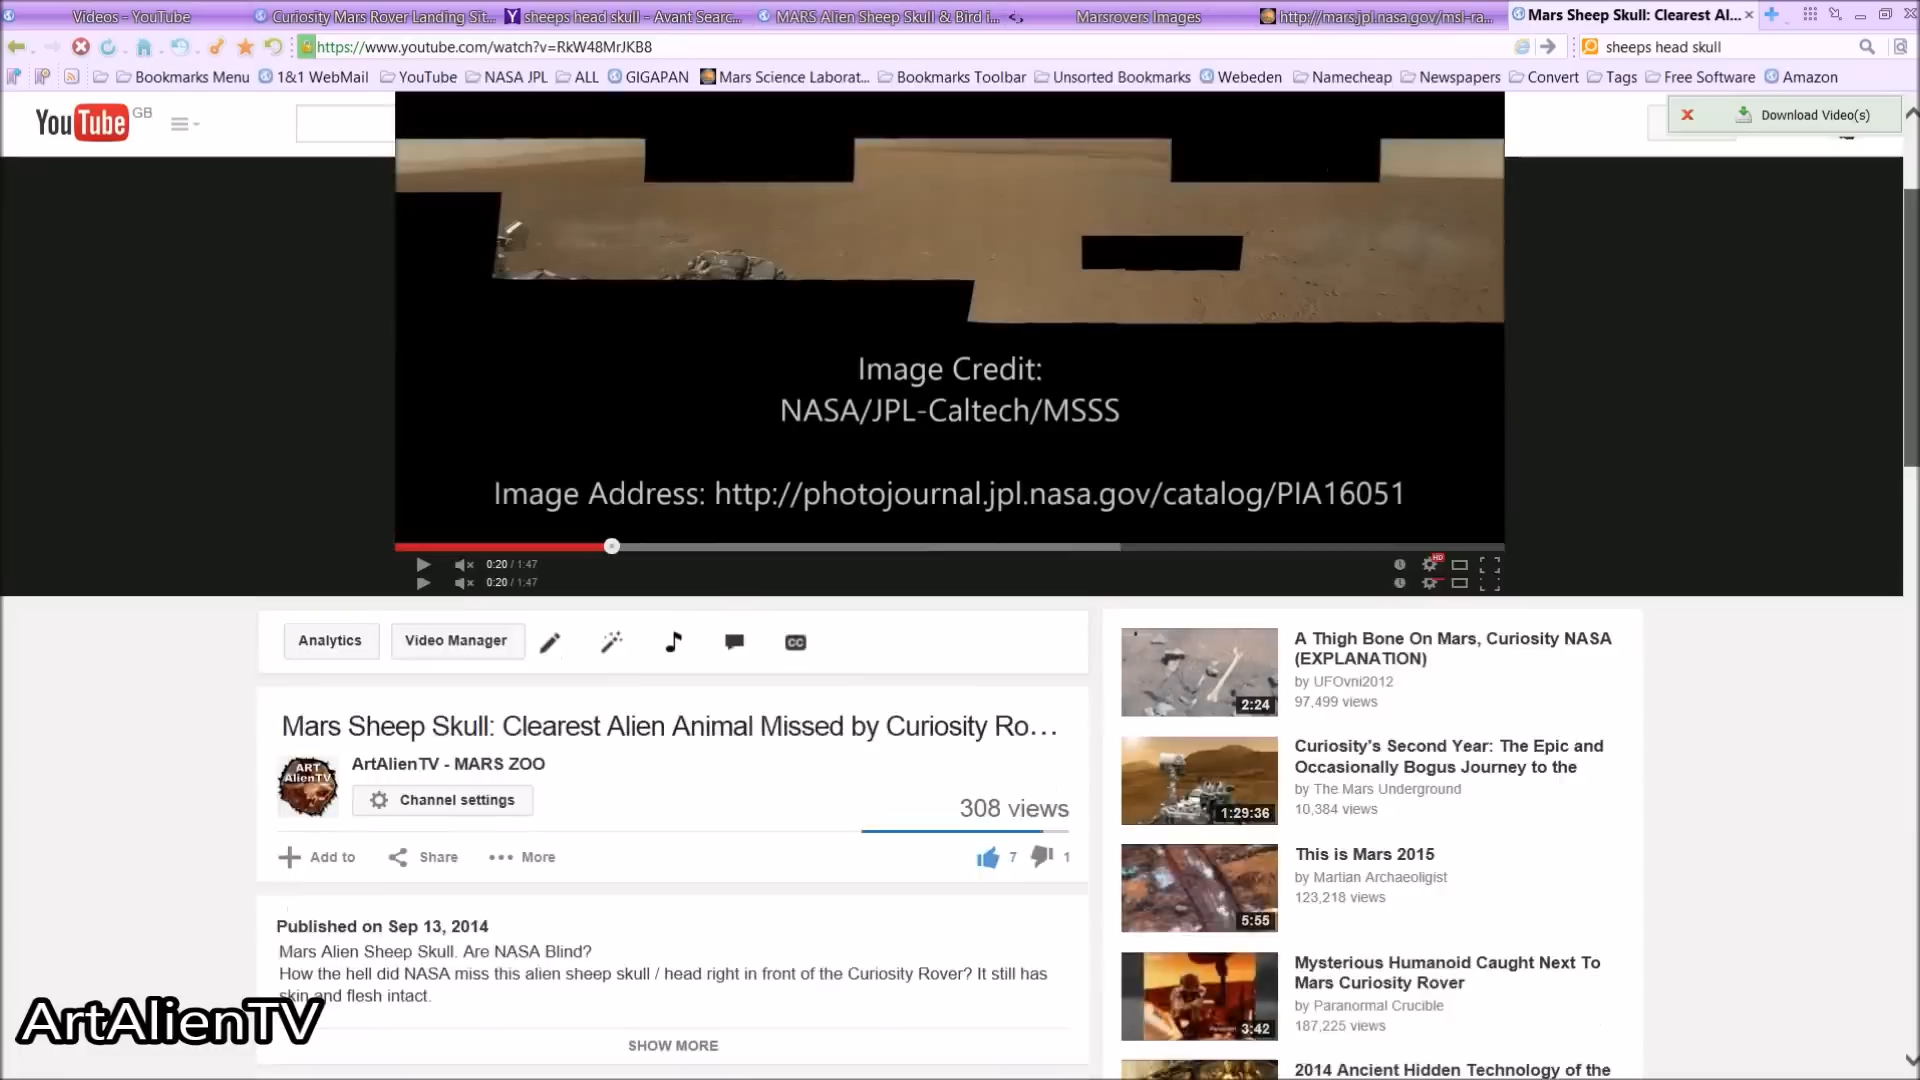 Videos - YouTube
Curiosity Mars Rover Landing Sit...
sheeps head skull - Avant Searc...
MARS Alien Sheep Skull & Bird i...
Marsrovers Images
http://mars.jpl.nasa.gov/msl-ra...
Mars Sheep Skull: Clearest Al...
https://www.youtube.com/watch?v=RkW48MrJKB8
sheeps head skull
Bookmarks Menu
1&1 WebMail
YouTube
NASA JPL
ALL
GIGAPAN
Mars Science Laborat...
Bookmarks Toolbar
Unsorted Bookmarks
Webeden
Namecheap
Newspapers
Convert
Tags
Free Software
Amazon
YouTube GB
Download Video(s)
Image Credit:
NASA/JPL-Caltech/MSSS
Image Address: http://photojournal.jpl.nasa.gov/catalog/PIA16051
0:20 / 1:47
HD
0:20 / 1:47
Analytics
Video Manager
CC
Mars Sheep Skull: Clearest Alien Animal Missed by Curiosity Ro...
ART
AlienTV
ArtAlienTV - MARS ZOO
Channel settings
308 views
Add to
Share
More
7
1
Published on Sep 13, 2014
Mars Alien Sheep Skull. Are NASA Blind?
How the hell did NASA miss this alien sheep skull / head right in front of the Curiosity Rover? It still has
skin and flesh intact.
SHOW MORE
ArtAlienTV
2:24
A Thigh Bone On Mars, Curiosity NASA
(EXPLANATION)
by UFOvni2012
97,499 views
1:29:36
Curiosity's Second Year: The Epic and
Occasionally Bogus Journey to the
by The Mars Underground
10,384 views
5:55
This is Mars 2015
by Martian Archaeoligist
123,218 views
3:42
Mysterious Humanoid Caught Next To
Mars Curiosity Rover
by Paranormal Crucible
187,225 views
2014 Ancient Hidden Technology of the